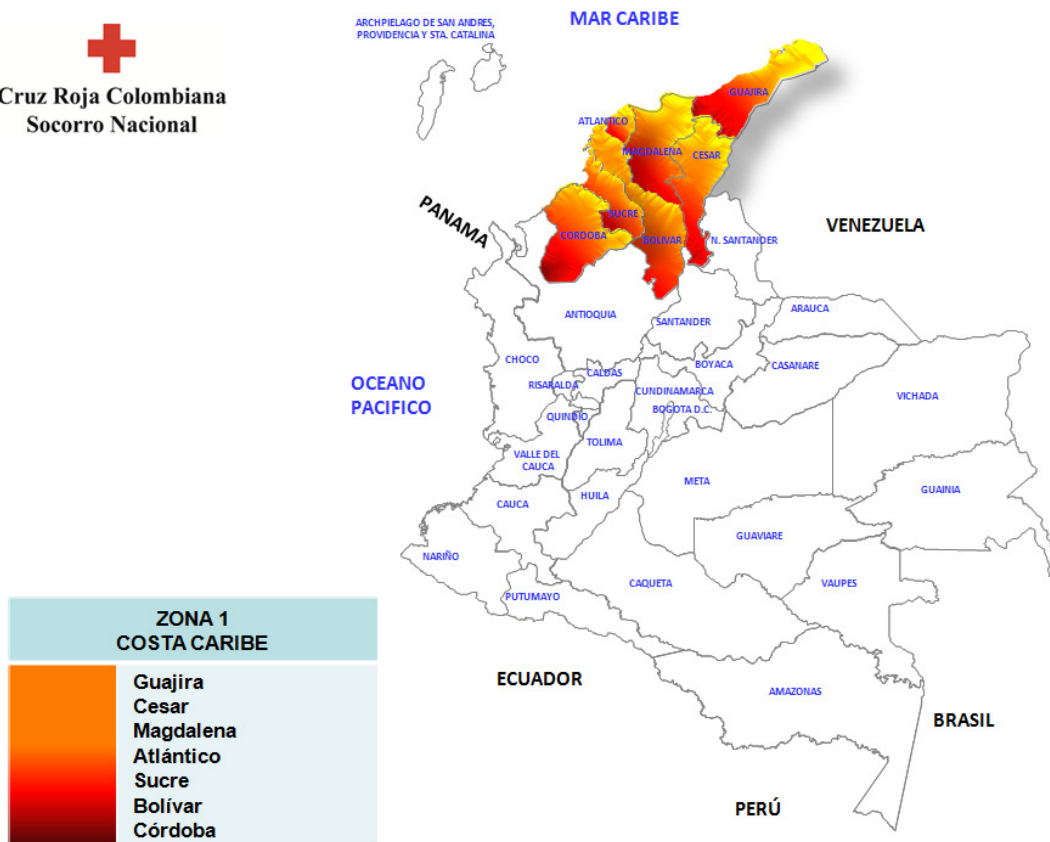 Cruz Roja Colombiana
Socorro Nacional
ARCHPIELAGO DE SAN ANDRES,
PROVIDENCIA Y STA. CATALINA
MAR CARIBE
GUAJIRA
ATLANTICO
MAGDALENA
CESAR
PANAMA
SUCRE
CORDOBA
BOLIVAR
N. SANTANDER
VENEZUELA
ANTIOQUIA
SANTANDER
ARAUCA
CHOCO
BOYACA
CASANARE
OCEANO
PACIFICO
RISARALDA
CALDAS
CUNDINAMARCA
VICHADA
QUINDIO
BOGOTA D.C.
TOLIMA
VALLE DEL
CAUCA
META
GUAINIA
CAUCA
HUILA
GUAVIARE
NARIÑO
CAQUETA
VAUPES
PUTUMAYO
ECUADOR
AMAZONAS
BRASIL
PERÚ
ZONA 1
COSTA CARIBE
Guajira
Cesar
Magdalena
Atlántico
Sucre
Bolívar
Córdoba